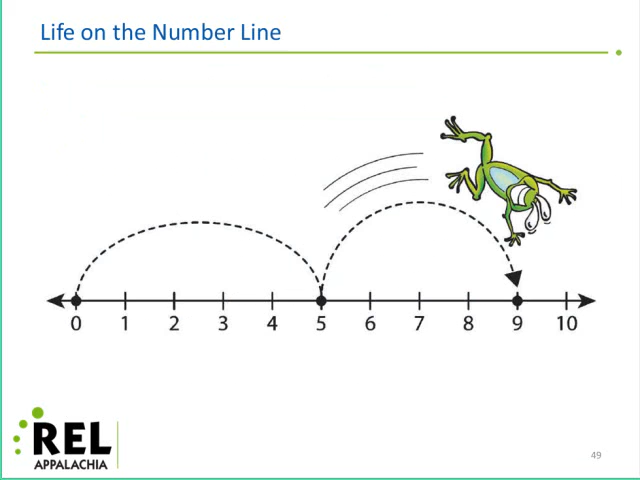 Life on the Number Line
0 1 2 3 4 5 6 7 8 9 10
REL
APPALACHIA
49